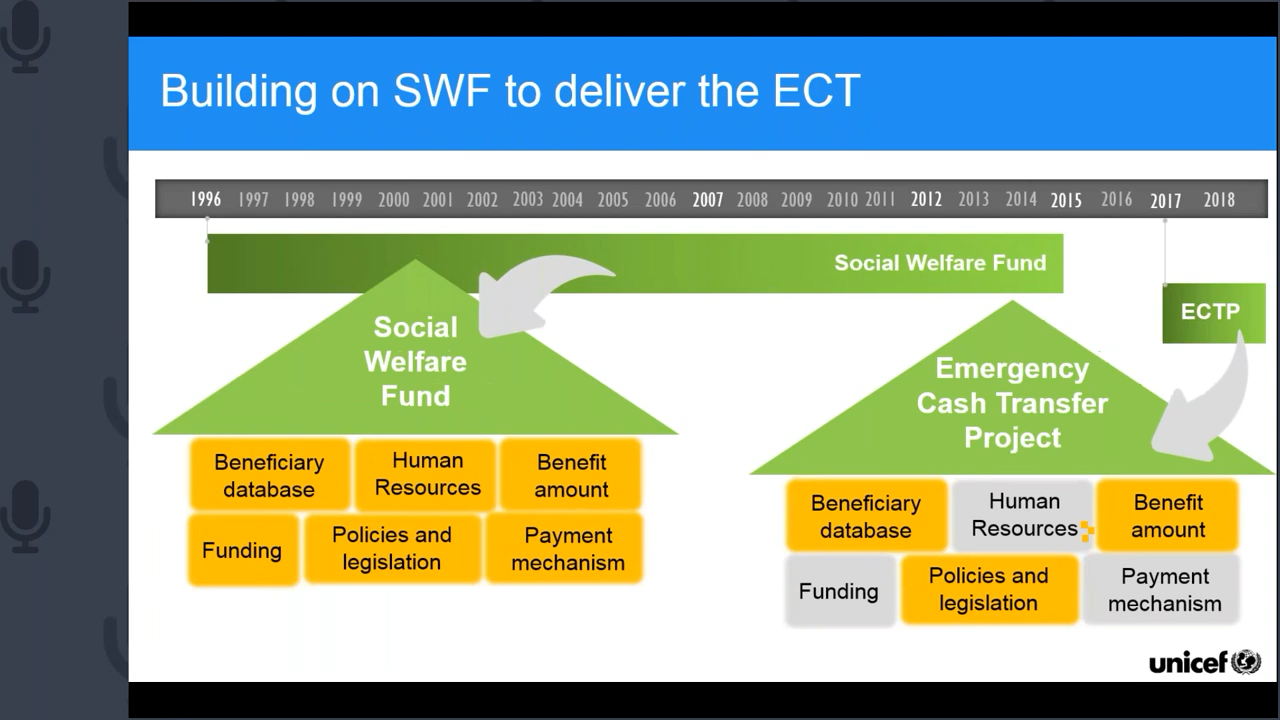 Building on SWF to deliver the ECT
1996 1997 1998 1999 2000 2001 2002 2003 2004 2005 2006 2007 2008 2009 2010 2011 2012 2013 2014 2015 2016 2017 2018
Social Welfare Fund
ECTP
Social
Welfare
Fund
Beneficiary
database
Human
Resources
Benefit
amount
Funding
Policies and
legislation
Payment
mechanism
Emergency
Cash Transfer
Project
Beneficiary
database
Human
Resources
Benefit
amount
Funding
Policies and
legislation
Payment
mechanism
unicef